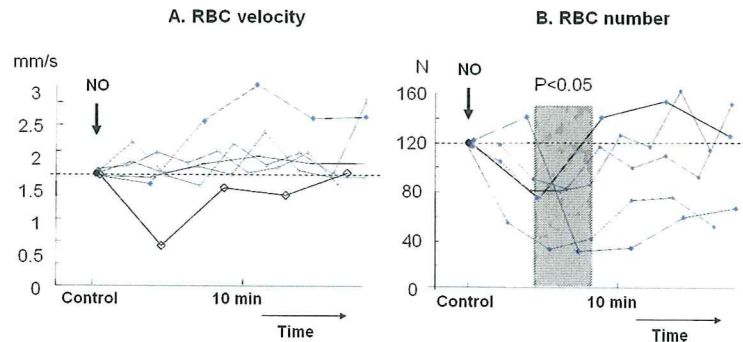 A. RBC velocity
mm/s
NO
3
2.5
2
1.5
1
0.5
0
Control
10 min
Time
B. RBC number
N
NO
P<0.05
160
120
80
40
0
Control
10 min
Time